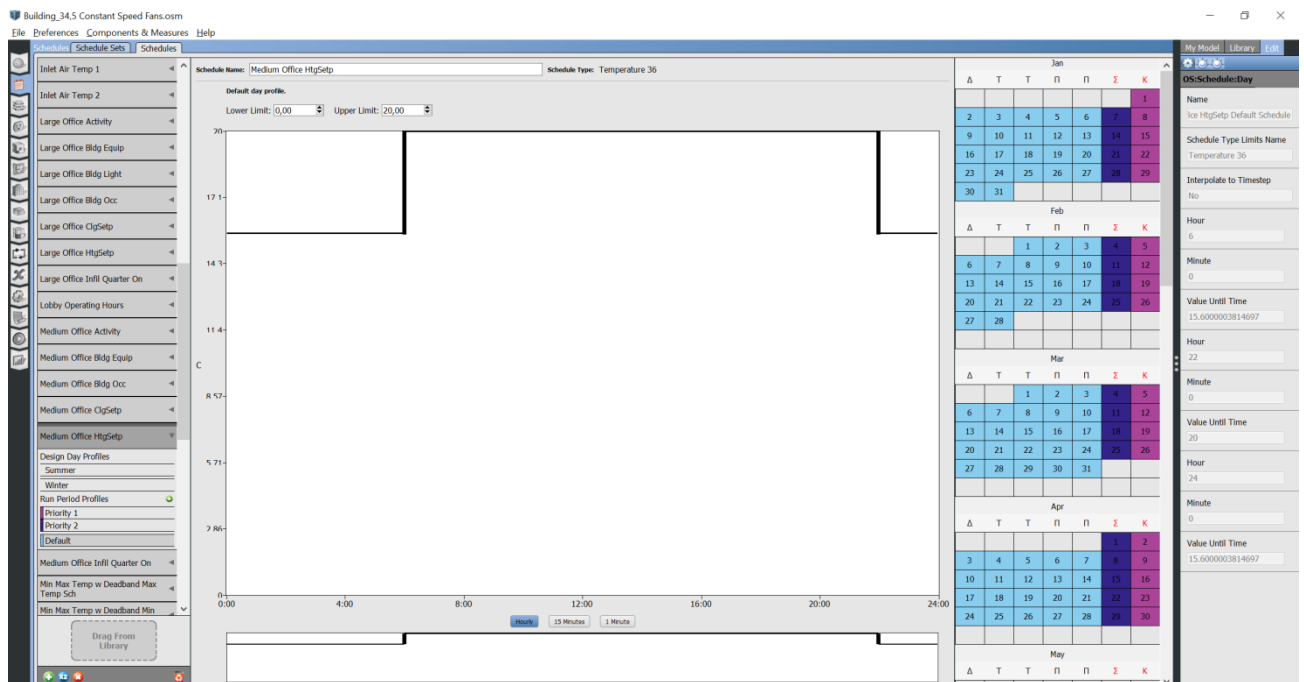 Building_34,5 Constant Speed Fans.osm
File Preferences Components & Measures Help
Schedules Schedule Sets Schedules
My Model Library Edit
Inlet Air Temp 1
Inlet Air Temp 2
Large Office Activity
Large Office Bldg Equip
Large Office Bldg Light
Large Office Bldg Occ
Large Office ClgSetp
Large Office HtgSetp
Large Office Infil Quarter On
Lobby Operating Hours
Medium Office Activity
Medium Office Bldg Equip
Medium Office Bldg Occ
Medium Office ClgSetp
Medium Office HtgSetp
Design Day Profiles
Summer
Winter
Run Period Profiles
Priority 1
Priority 2
Default
Medium Office Infil Quarter On
Min Max Temp w Deadband Max
Temp Sch
Min Max Temp w Deadband Min
Drag From
Library
Schedule Name: Medium Office HtgSetp Schedule Type: Temperature 36
Default day profile.
Lower Limit: 0,00 Upper Limit: 20,00
20
17 1
14 3
11 4
C
8 57
5 71
2 86
0
0:00 4:00 8:00 12:00 16:00 20:00 24:00
Hourly 15 Minutes 1 Minute
Jan
Δ Τ Τ Π Π Σ Κ
1
2 3 4 5 6 7 8
9 10 11 12 13 14 15
16 17 18 19 20 21 22
23 24 25 26 27 28 29
30 31
Feb
Δ Τ Τ Π Π Σ Κ
1 2 3 4 5
6 7 8 9 10 11 12
13 14 15 16 17 18 19
20 21 22 23 24 25 26
27 28
Mar
Δ Τ Τ Π Π Σ Κ
1 2 3 4 5
6 7 8 9 10 11 12
13 14 15 16 17 18 19
20 21 22 23 24 25 26
27 28 29 30 31
Apr
Δ Τ Τ Π Π Σ Κ
1 2
3 4 5 6 7 8 9
10 11 12 13 14 15 16
17 18 19 20 21 22 23
24 25 26 27 28 29 30
May
Δ Τ Τ Π Π Σ Κ
OS:Schedule:Day
Name
ice HtgSetp Default Schedule
Schedule Type Limits Name
Temperature 36
Interpolate to Timestep
No
Hour
6
Minute
0
Value Until Time
15.6000003814697
Hour
22
Minute
0
Value Until Time
20
Hour
24
Minute
0
Value Until Time
15.6000003814697